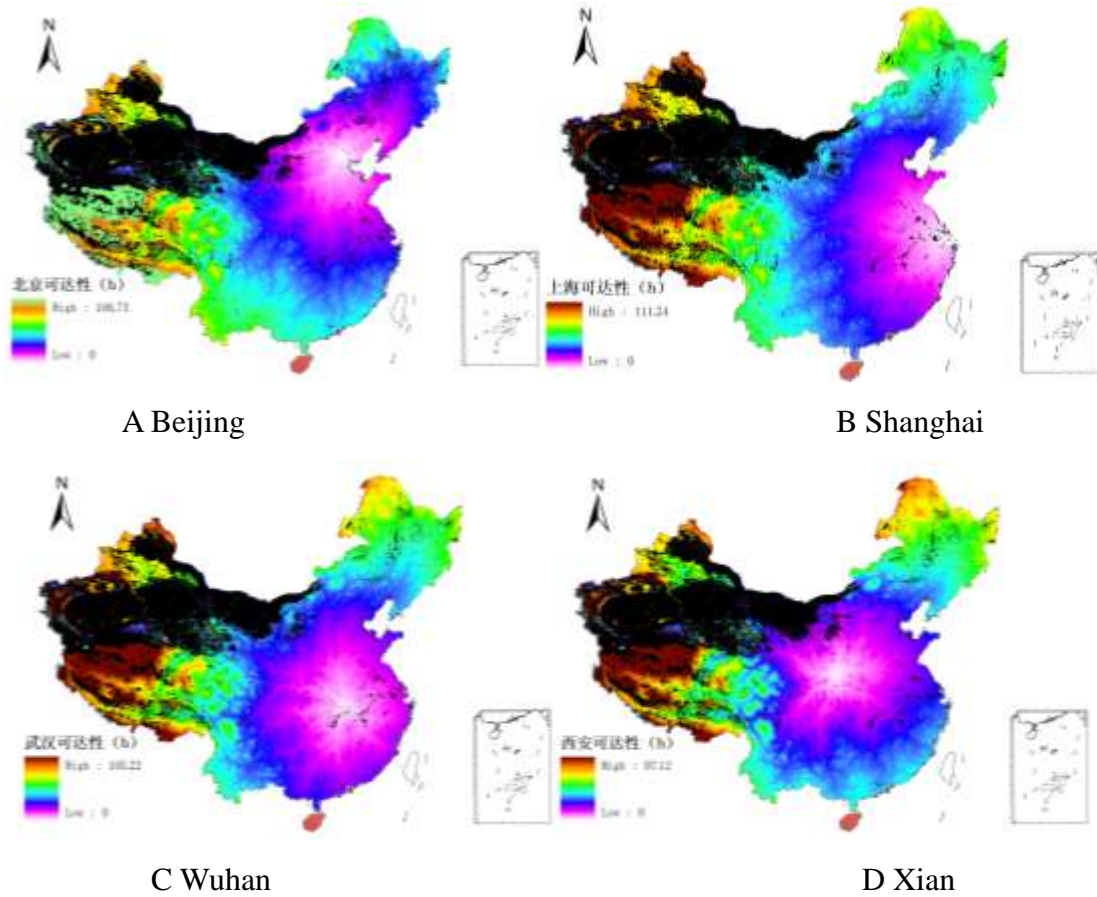 N
N
北京可达性（h）
High :
Low : 0
上海可达性（h）
High : 111.24
Low : 0
A Beijing
B Shanghai
N
N
武汉可达性（h）
High :
Low : 0
西安可达性（h）
High : 97.12
Low : 0
C Wuhan
D Xian